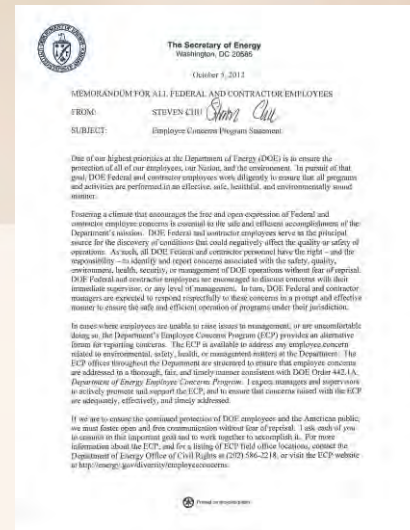 The Secretary of Energy
Washington, DC 20585
October 5, 2012
MEMORANDUM FOR ALL FEDERAL AND CONTRACTOR EMPLOYEES
FROM: STEVEN CHU
SUBJECT: Employee Concerns Program Statement
One of our highest priorities at the Department of Energy (DOE) is to ensure the
protection of all of our employees, our Nation, and the environment. In pursuit of that
goal, DOE Federal and contractor employees work diligently to ensure that all programs
and activities are performed in an effective, safe, healthful, and environmentally sound
manner.
Fostering a climate that encourages the free and open expression of Federal and
contractor employee concerns is essential to the safe and efficient accomplishment of the
Department's mission. DOE Federal and contractor employees serve as the principal
source for the discovery of conditions that could negatively affect the quality or safety of
operations. As such, all DOE Federal and contractor personnel have the right – and the
responsibility – to identify and report concerns associated with the safety, quality,
environment, health, security, or management of DOE operations without fear of reprisal.
DOE Federal and contractor employees are encouraged to discuss concerns with their
immediate supervisor, or any level of management. In turn, DOE Federal and contractor
managers are expected to respond respectfully to these concerns in a prompt and effective
manner to ensure the safe and efficient operation of programs under their jurisdiction.
In cases where employees are unable to raise issues to management, or are uncomfortable
doing so, the Department's Employee Concerns Program (ECP) provides an alternative
forum for reporting concerns. The ECP is available to address any employee concern
related to environmental, safety, health, or management matters at the Department. The
ECP offices throughout the Department are structured to ensure that employee concerns
are addressed in a thorough, fair, and timely manner consistent with DOE Order 442.1A,
Department of Energy Employee Concerns Program. I expect managers and supervisors
to actively promote and support the ECP, and to ensure that concerns raised with the ECP
are adequately, effectively, and timely addressed.
If we are to ensure the continued protection of DOE employees and the American public,
we must foster open and free communication without fear of reprisal. I ask each of you
to commit to this important goal and to work together to accomplish it. For more
information about the ECP, and for a listing of ECP field office locations, contact the
Department of Energy Office of Civil Rights at (202) 586-2218, or visit the ECP website
at http://energy.gov/diversity/employeeconcerns.
Printed on recycled paper